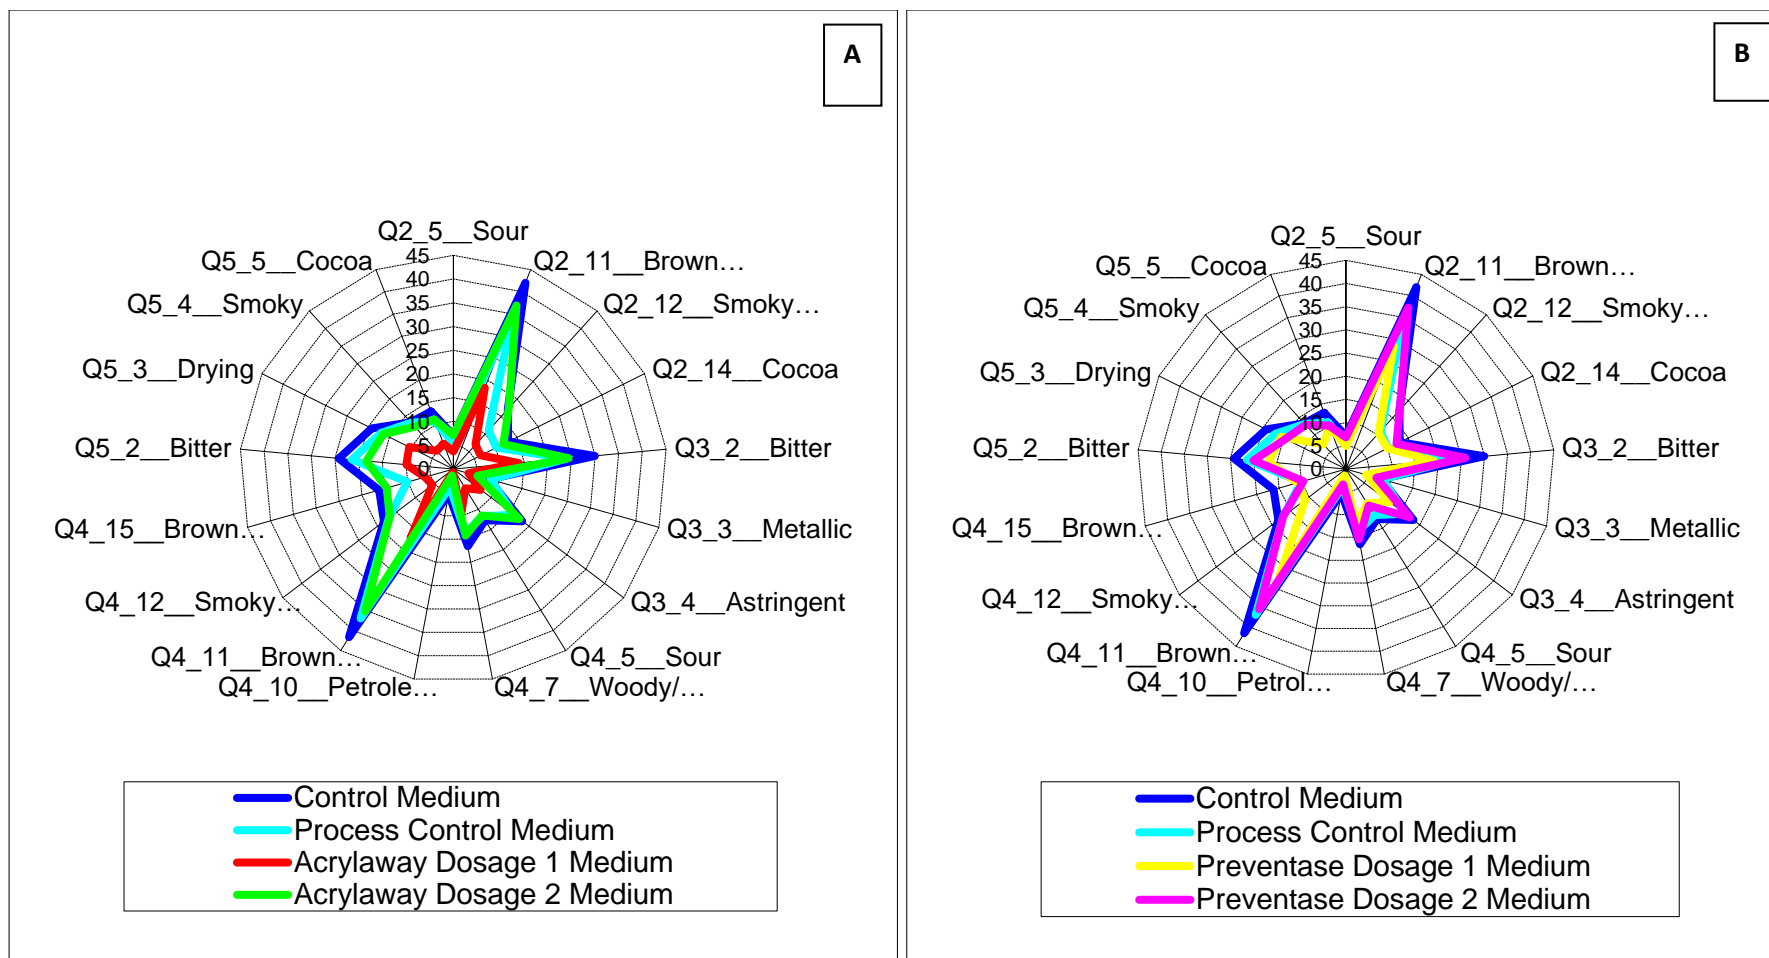 A
Q2_5__Sour
Q2_11__Brown…
Q2_12__Smoky…
Q2_14__Cocoa
Q3_2__Bitter
Q3_3__Metallic
Q3_4__Astringent
Q4_5__Sour
Q4_7__Woody/…
Q4_10__Petrole…
Q4_11__Brown…
Q4_12__Smoky…
Q4_15__Brown…
Q5_2__Bitter
Q5_3__Drying
Q5_4__Smoky
Q5_5__Cocoa
45
40
35
30
25
20
15
10
5
0
Control Medium
Process Control Medium
Acrylaway Dosage 1 Medium
Acrylaway Dosage 2 Medium
B
Q2_5__Sour
Q2_11__Brown…
Q2_12__Smoky…
Q2_14__Cocoa
Q3_2__Bitter
Q3_3__Metallic
Q3_4__Astringent
Q4_5__Sour
Q4_7__Woody/…
Q4_10__Petrol…
Q4_11__Brown…
Q4_12__Smoky…
Q4_15__Brown…
Q5_2__Bitter
Q5_3__Drying
Q5_4__Smoky
Q5_5__Cocoa
45
40
35
30
25
20
15
10
5
0
Control Medium
Process Control Medium
Preventase Dosage 1 Medium
Preventase Dosage 2 Medium